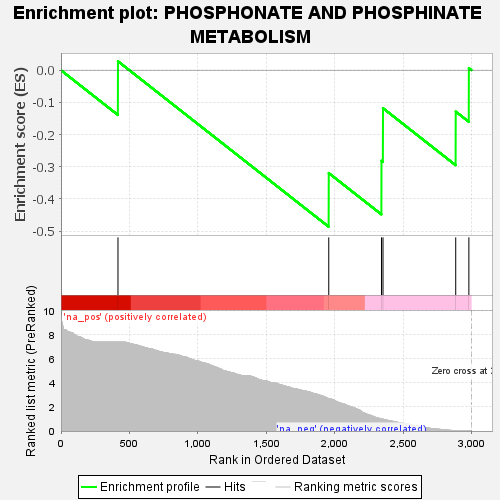 Enrichment plot: PHOSPHONATE AND PHOSPHINATE
METABOLISM
Enrichment score (ES)
0.0
-0.1
-0.2
-0.3
-0.4
-0.5
Ranked list metric (PreRanked)
10
8
6
4
2
0
'na_pos' (positively correlated)
Zero cross at
'na_neg' (negatively correlated)
0
500
1,000
1,500
2,000
2,500
3,000
Rank in Ordered Dataset
Enrichment profile
Hits
Ranking metric scores